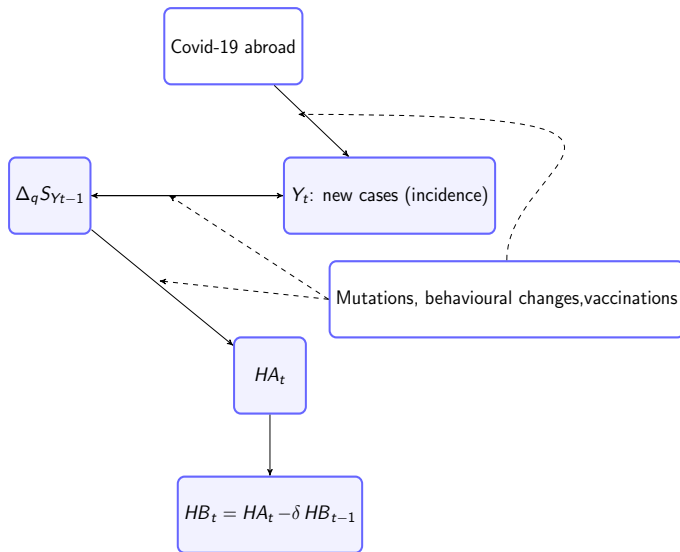 Covid-19 abroad
Δ_q S_{Yt−1}
Y_t: new cases (incidence)
Mutations, behavioural changes,vaccinations
HA_t
HB_t = HA_t −δ HB_{t−1}